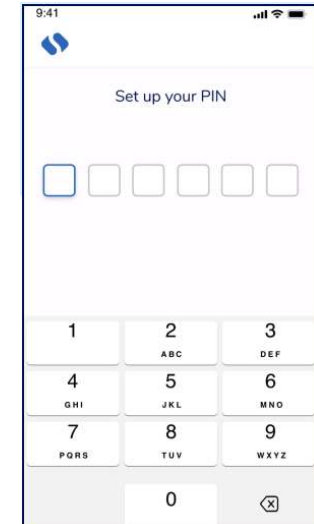 9:41
Set up your PIN
1 2 3
ABC DEF
4 5 6
GHI JKL MNO
7 8 9
PQRS TUV WXYZ
0